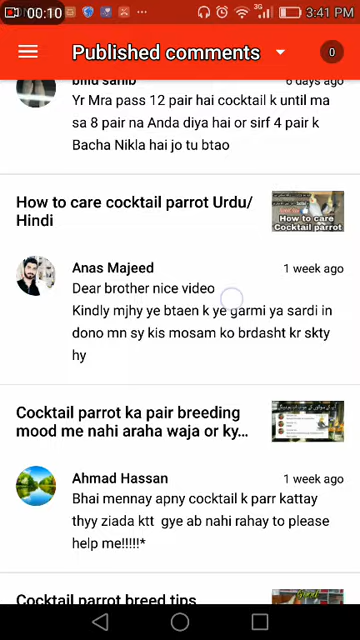 00:10
3G
3:41 PM
Published comments
0
6 days ago
Yr Mra pass 12 pair hai cocktail k until ma
sa 8 pair na Anda diya hai or sirf 4 pair k
Bacha Nikla hai jo tu btao
How to care cocktail parrot Urdu/
Hindi
How to care
Cocktail parrot
Anas Majeed
1 week ago
Dear brother nice video
Kindly mjhy ye btaen k ye garmi ya sardi in
dono mn sy kis mosam ko brdasht kr skty
hy
Cocktail parrot ka pair breeding
mood me nahi araha waja or ky...
Ahmad Hassan
1 week ago
Bhai mennay apny cocktail k parr kattay
thyy ziada ktt gye ab nahi rahay to please
help me!!!!!*
Cocktail parrot breed tips